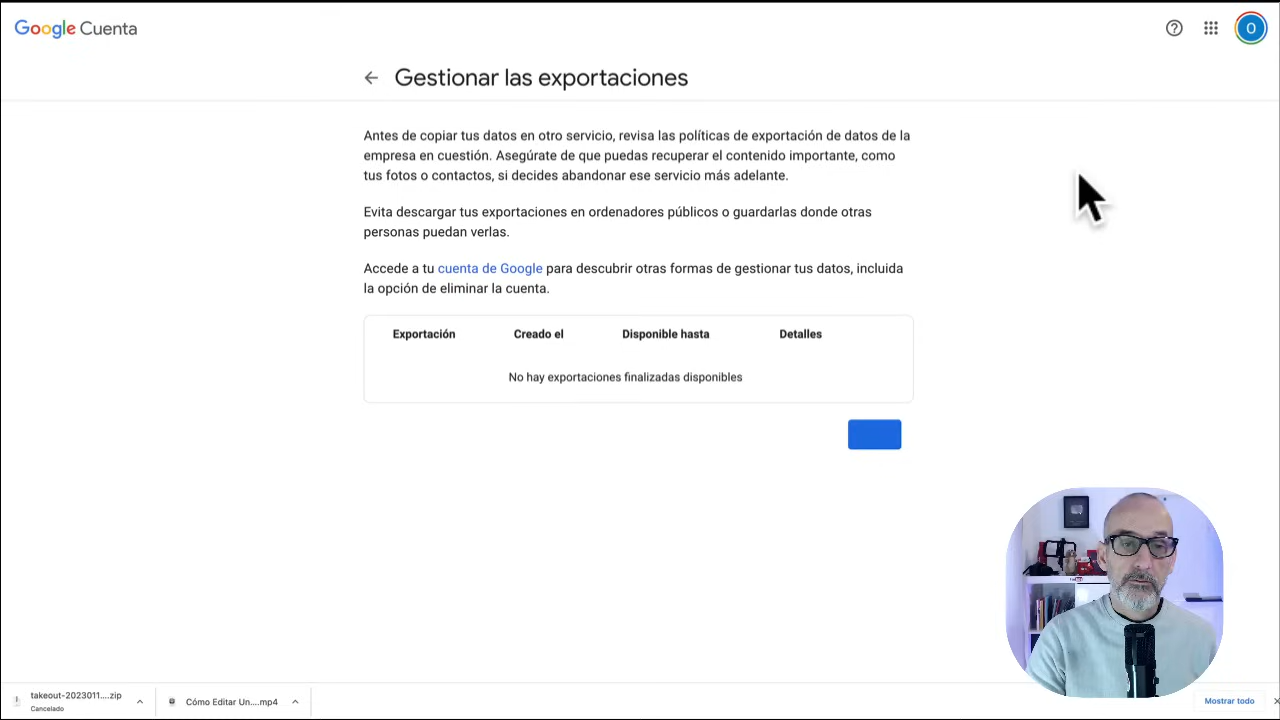 Google Cuenta
O
Gestionar las exportaciones
Antes de copiar tus datos en otro servicio, revisa las políticas de exportación de datos de la
empresa en cuestión. Asegúrate de que puedas recuperar el contenido importante, como
tus fotos o contactos, si decides abandonar ese servicio más adelante.
Evita descargar tus exportaciones en ordenadores públicos o guardarlas donde otras
personas puedan verlas.
Accede a tu cuenta de Google para descubrir otras formas de gestionar tus datos, incluida
la opción de eliminar la cuenta.
Exportación Creado el Disponible hasta Detalles
No hay exportaciones finalizadas disponibles
takeout-2023011....zip
Cancelado
Cómo Editar Un....mp4
Mostrar todo